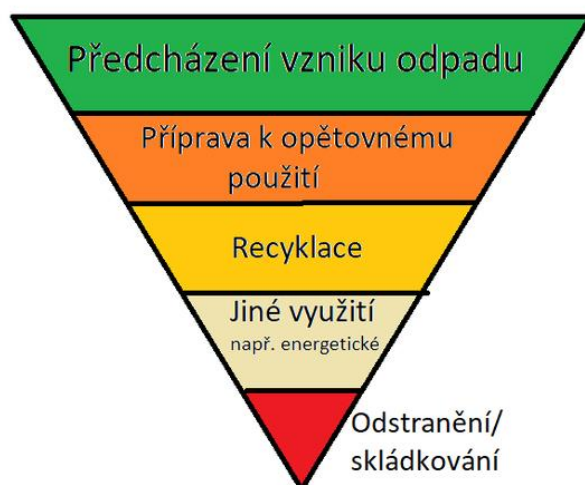 Předcházení vzniku odpadu
Příprava k opětovnému
použití
Recyklace
Jiné využití
např. energetické
Odstranění/
skládkování